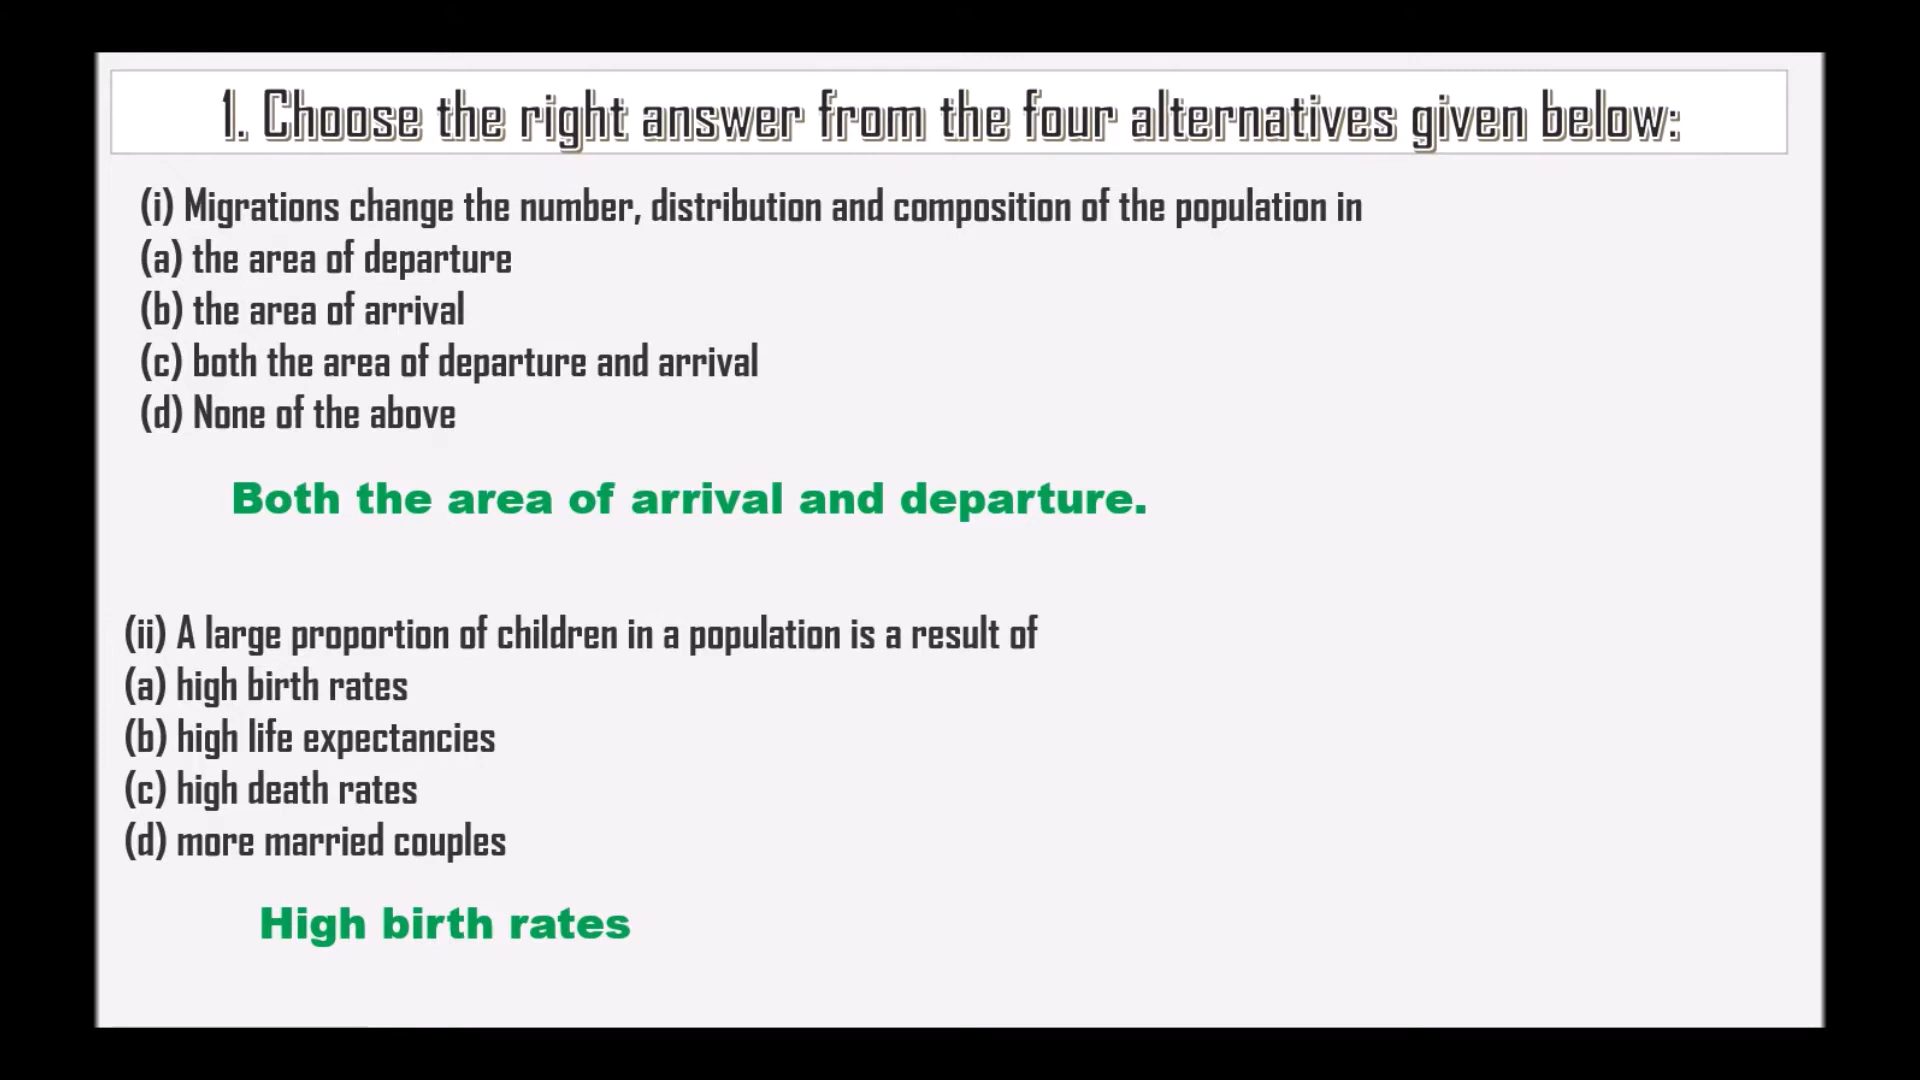 1. Choose the right answer from the four alternatives given below:
(i) Migrations change the number, distribution and composition of the population in
(a) the area of departure
(b) the area of arrival
(c) both the area of departure and arrival
(d) None of the above
Both the area of arrival and departure.
(ii) A large proportion of children in a population is a result of
(a) high birth rates
(b) high life expectancies
(c) high death rates
(d) more married couples
High birth rates